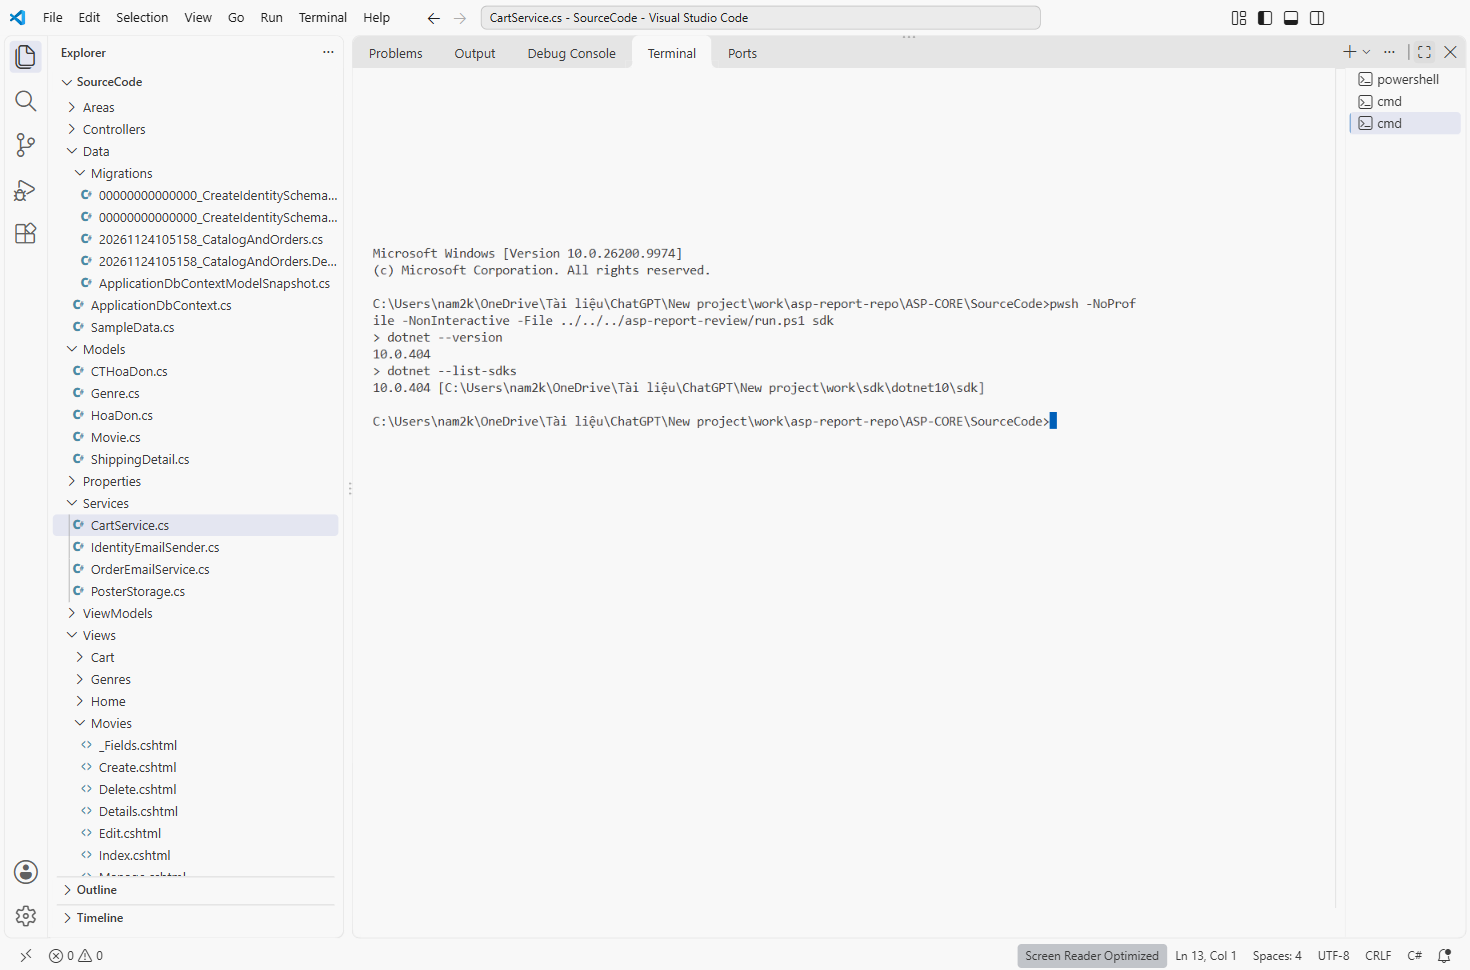 File Edit Selection View Go Run Terminal Help
CartService.cs - SourceCode - Visual Studio Code
Explorer
SourceCode
Areas
Controllers
Data
Migrations
00000000000000_CreateIdentitySchema...
00000000000000_CreateIdentitySchema...
20261124105158_CatalogAndOrders.cs
20261124105158_CatalogAndOrders.De...
ApplicationDbContextModelSnapshot.cs
ApplicationDbContext.cs
SampleData.cs
Models
CTHoaDon.cs
Genre.cs
HoaDon.cs
Movie.cs
ShippingDetail.cs
Properties
Services
CartService.cs
IdentityEmailSender.cs
OrderEmailService.cs
PosterStorage.cs
ViewModels
Views
Cart
Genres
Home
Movies
_Fields.cshtml
Create.cshtml
Delete.cshtml
Details.cshtml
Edit.cshtml
Index.cshtml
Outline
Timeline
Problems Output Debug Console Terminal Ports
Microsoft Windows [Version 10.0.26200.9974]
(c) Microsoft Corporation. All rights reserved.
C:\Users\nam2k\OneDrive\Tài liệu\ChatGPT\New project\work\asp-report-repo\ASP-CORE\SourceCode>pwsh -NoProf
ile -NonInteractive -File ../../../asp-report-review/run.ps1 sdk
> dotnet --version
10.0.404
> dotnet --list-sdks
10.0.404 [C:\Users\nam2k\OneDrive\Tài liệu\ChatGPT\New project\work\sdk\dotnet10\sdk]
C:\Users\nam2k\OneDrive\Tài liệu\ChatGPT\New project\work\asp-report-repo\ASP-CORE\SourceCode>
powershell
cmd
cmd
0 0
Screen Reader Optimized Ln 13, Col 1 Spaces: 4 UTF-8 CRLF C#